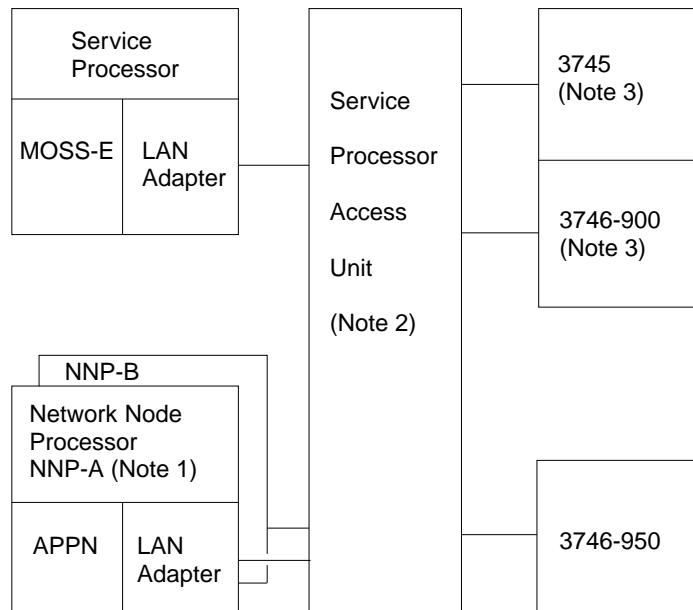 Service
Processor
MOSS-E
LAN
Adapter
Service
Processor
Access
Unit
(Note 2)
3745
(Note 3)
3746-900
(Note 3)
NNP-B
Network Node
Processor
NNP-A (Note 1)
APPN
LAN
Adapter
3746-950